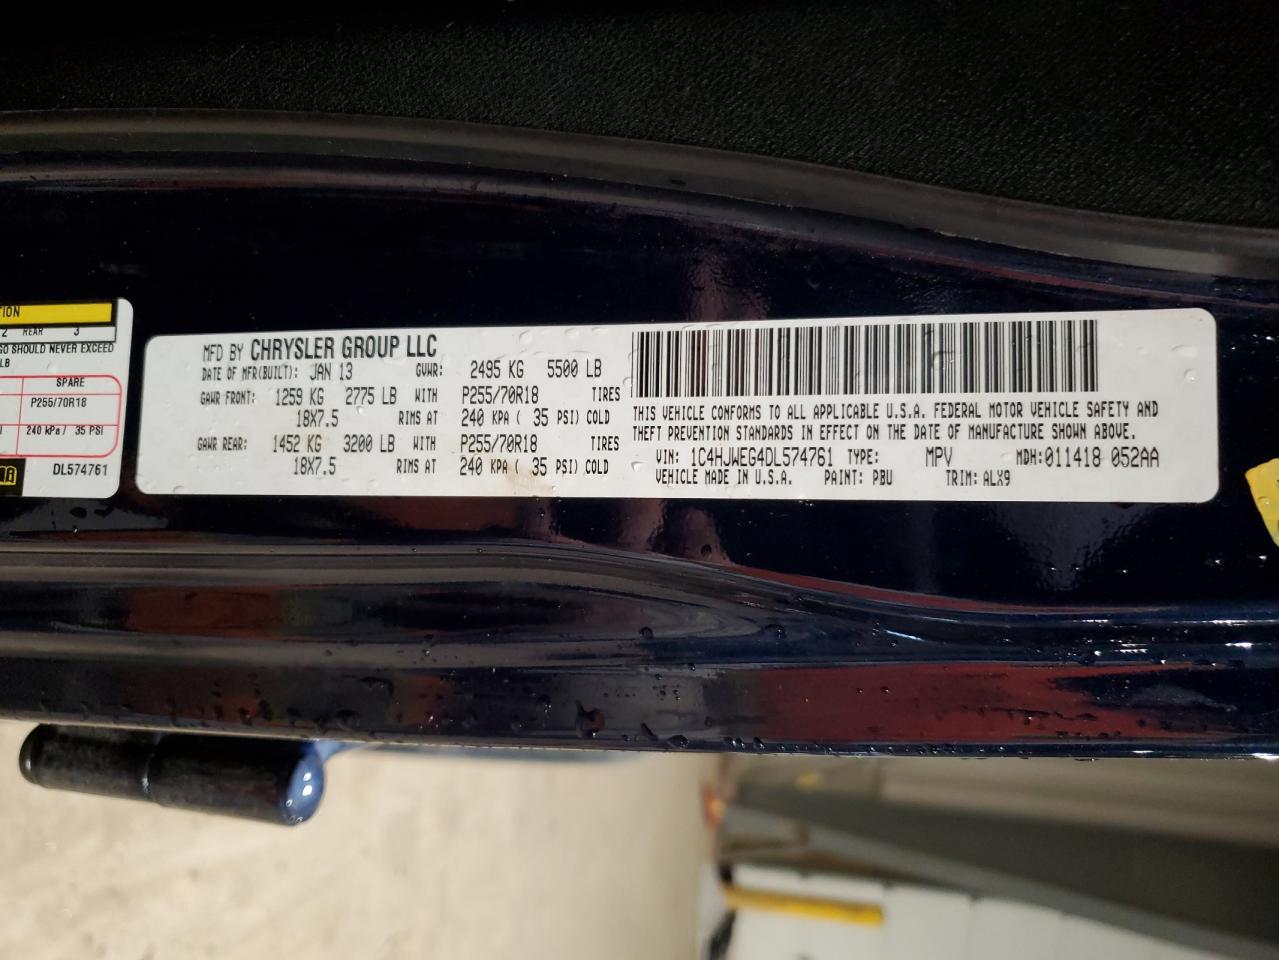 TION
2 REAR 3
GO SHOULD NEVER EXCEED
LB
SPARE
P255/70R18
240 kPa / 35 PSI
DL574761
MFD BY CHRYSLER GROUP LLC
DATE OF MFR(BUILT): JAN 13 GVWR: 2495 KG 5500 LB
GAWR FRONT: 1259 KG 2775 LB WITH P255/70R18 TIRES
18X7.5 RIMS AT 240 KPA ( 35 PSI) COLD
GAWR REAR: 1452 KG 3200 LB WITH P255/70R18 TIRES
18X7.5 RIMS AT 240 KPA ( 35 PSI) COLD
THIS VEHICLE CONFORMS TO ALL APPLICABLE U.S.A. FEDERAL MOTOR VEHICLE SAFETY AND
THEFT PREVENTION STANDARDS IN EFFECT ON THE DATE OF MANUFACTURE SHOWN ABOVE.
VIN: 1C4HJWEG4DL574761 TYPE: MPV MDH:011418 052AA
VEHICLE MADE IN U.S.A. PAINT: PBU TRIM: ALX9